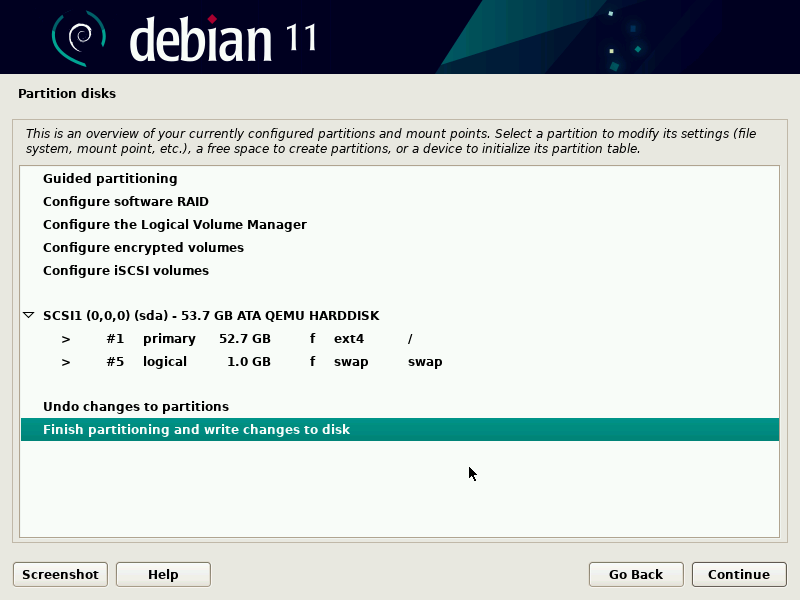 debian 11
Partition disks
This is an overview of your currently configured partitions and mount points. Select a partition to modify its settings (file
system, mount point, etc.), a free space to create partitions, or a device to initialize its partition table.
Guided partitioning
Configure software RAID
Configure the Logical Volume Manager
Configure encrypted volumes
Configure iSCSI volumes
SCSI1 (0,0,0) (sda) - 53.7 GB ATA QEMU HARDDISK
> #1 primary 52.7 GB f ext4 /
> #5 logical 1.0 GB f swap swap
Undo changes to partitions
Finish partitioning and write changes to disk
Screenshot Help Go Back Continue